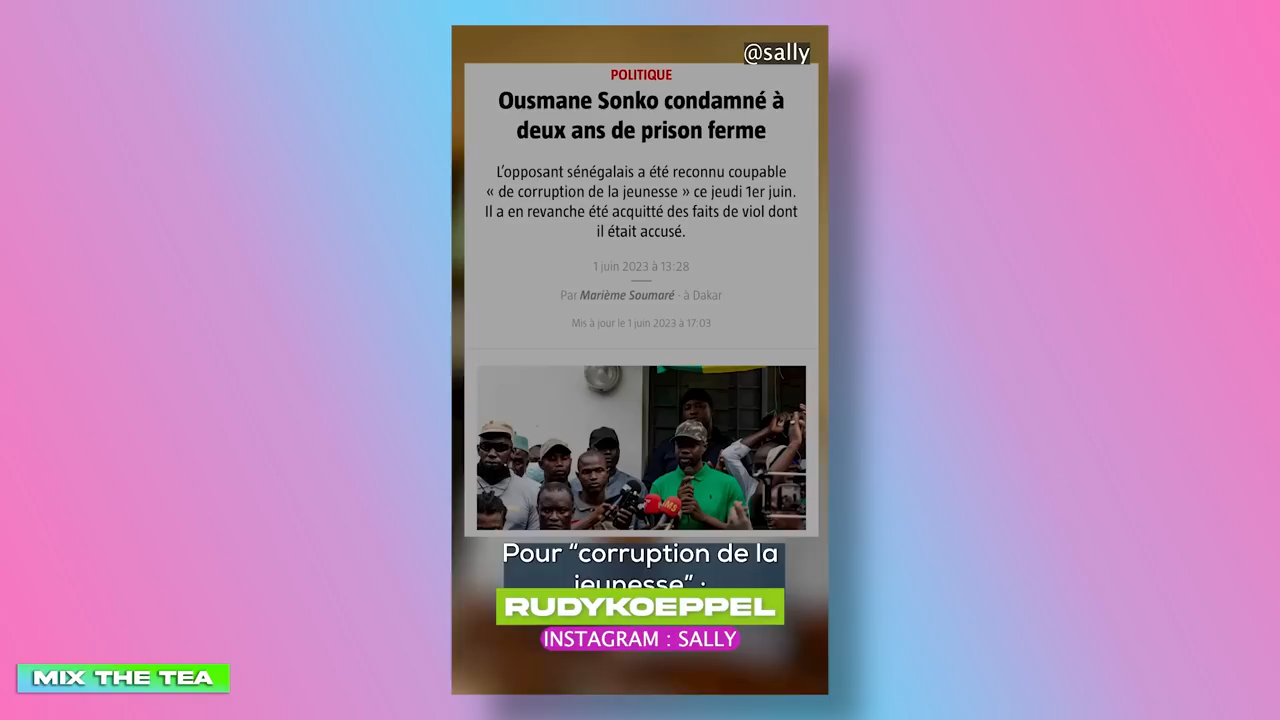 @sally
POLITIQUE
Ousmane Sonko condamné à
deux ans de prison ferme
L'opposant sénégalais a été reconnu coupable
« de corruption de la jeunesse » ce jeudi 1er juin.
Il a en revanche été acquitté des faits de viol dont
il était accusé.
1 juin 2023 à 13:28
Par Marième Soumaré - à Dakar
Mis à jour le 1 juin 2023 à 17:03
Pour “corruption de la
jeunesse” :
RUDYKOEPPEL
INSTAGRAM : SALLY
MIX THE TEA